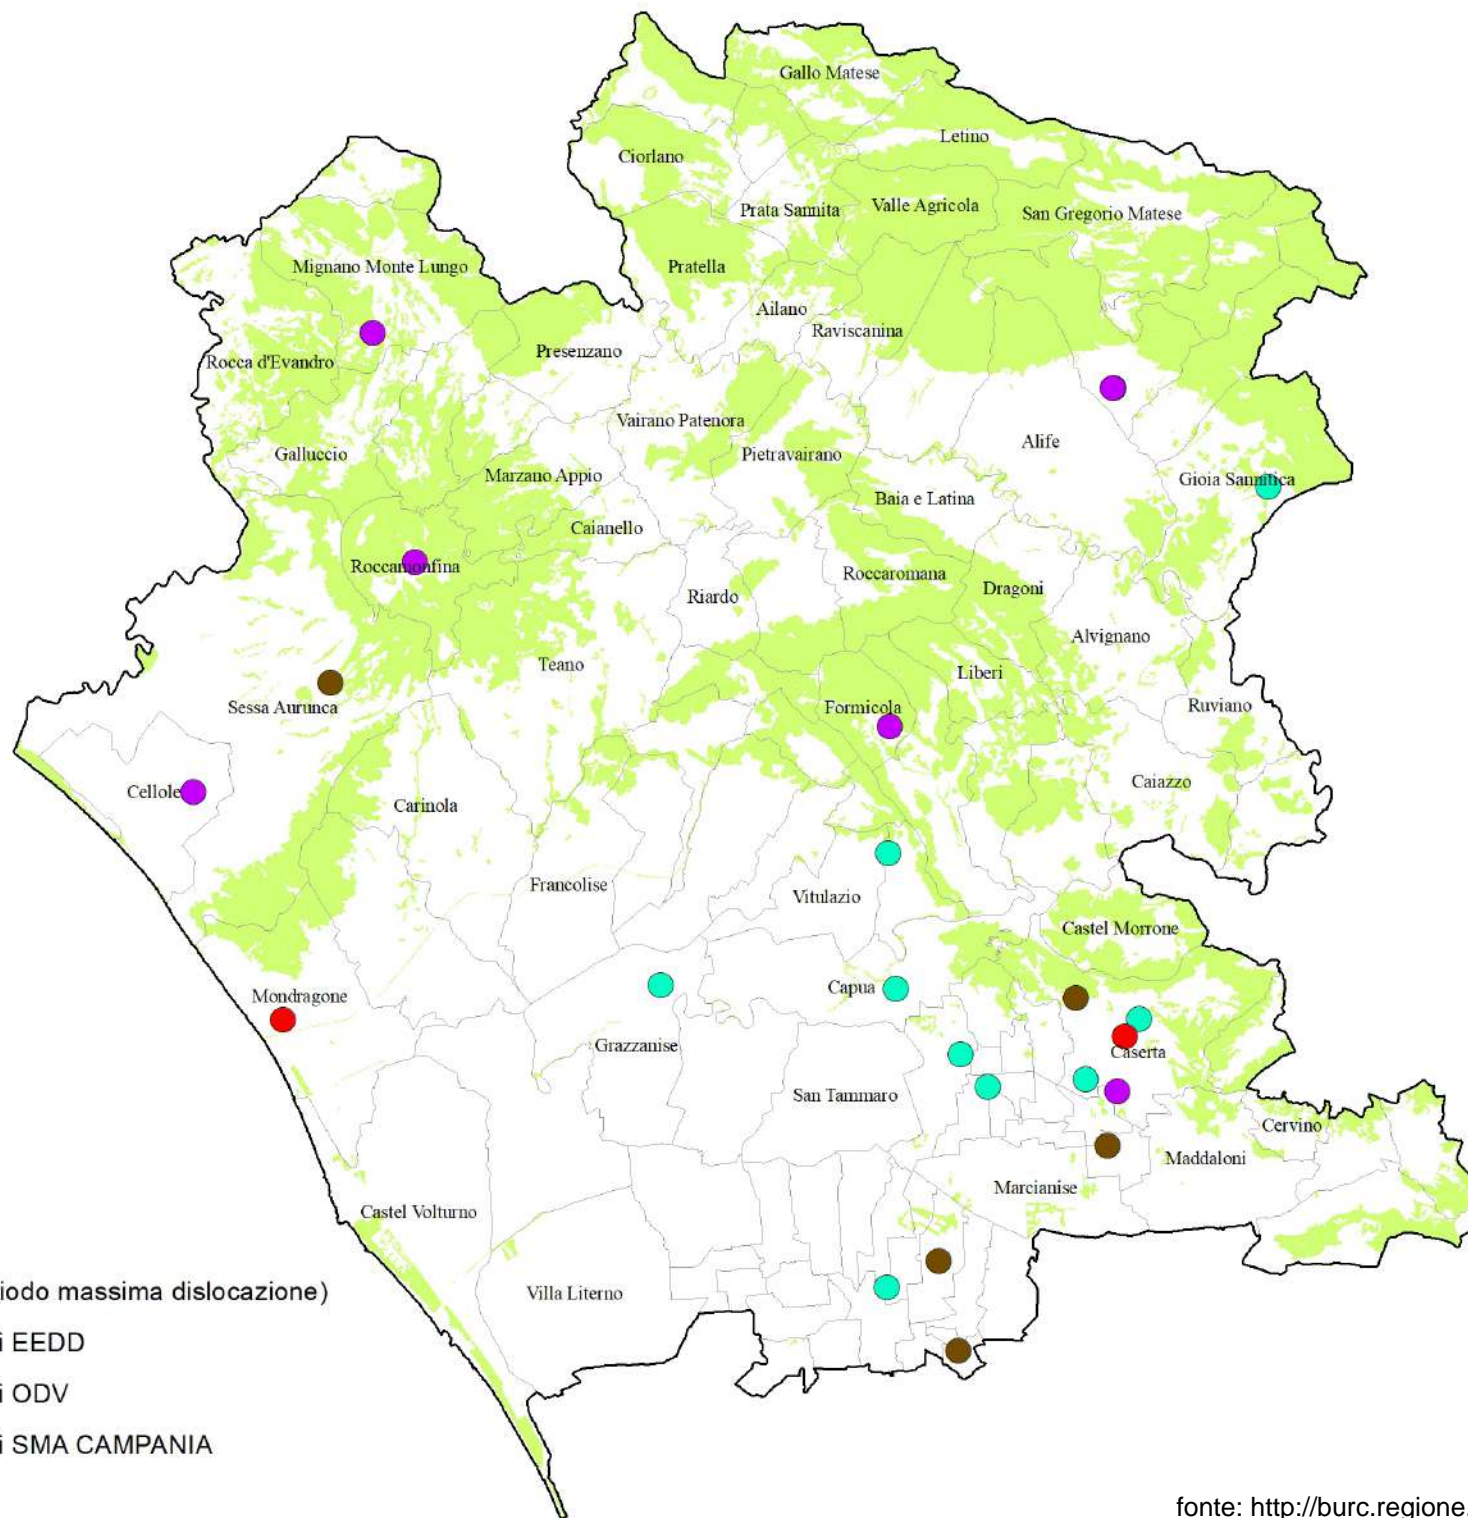 Gallo Matese
Letino
Ciorlano
Valle Agricola
Prata Sannita
San Gregorio Matese
Mignano Monte Lungo
Pratella
Ailano
Raviscanina
Presenzano
Rocca d'Evandro
Vairano Patenora
Alife
Galluccio
Pietravairano
Marzano Appio
Gioia Sannitica
Baia e Latina
Caianello
Roccamonfina
Roccaromana
Dragoni
Riardo
Alvignano
Teano
Liberi
Sessa Aurunca
Formicola
Ruviano
Caiazzo
Cellole
Carinola
Francolise
Vitulazio
Castel Morrone
Capua
Mondragone
Grazzanise
Caserta
San Tammaro
Cervino
Maddaloni
Marcianise
Castel Volturno
Villa Literno
iodo massima dislocazione)
i EEDD
i ODV
i SMA CAMPANIA
fonte: http://burc.regione.